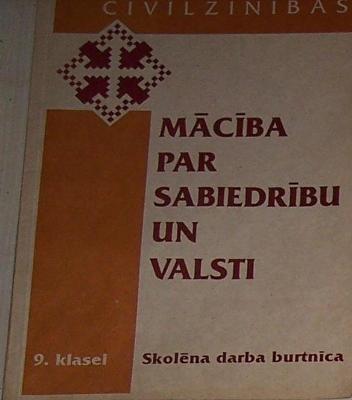 CIVILZINĪBAS
MĀCĪBA
PAR
SABIEDRĪBU
UN
VALSTI
9. klasei
Skolēna darba burtnīca